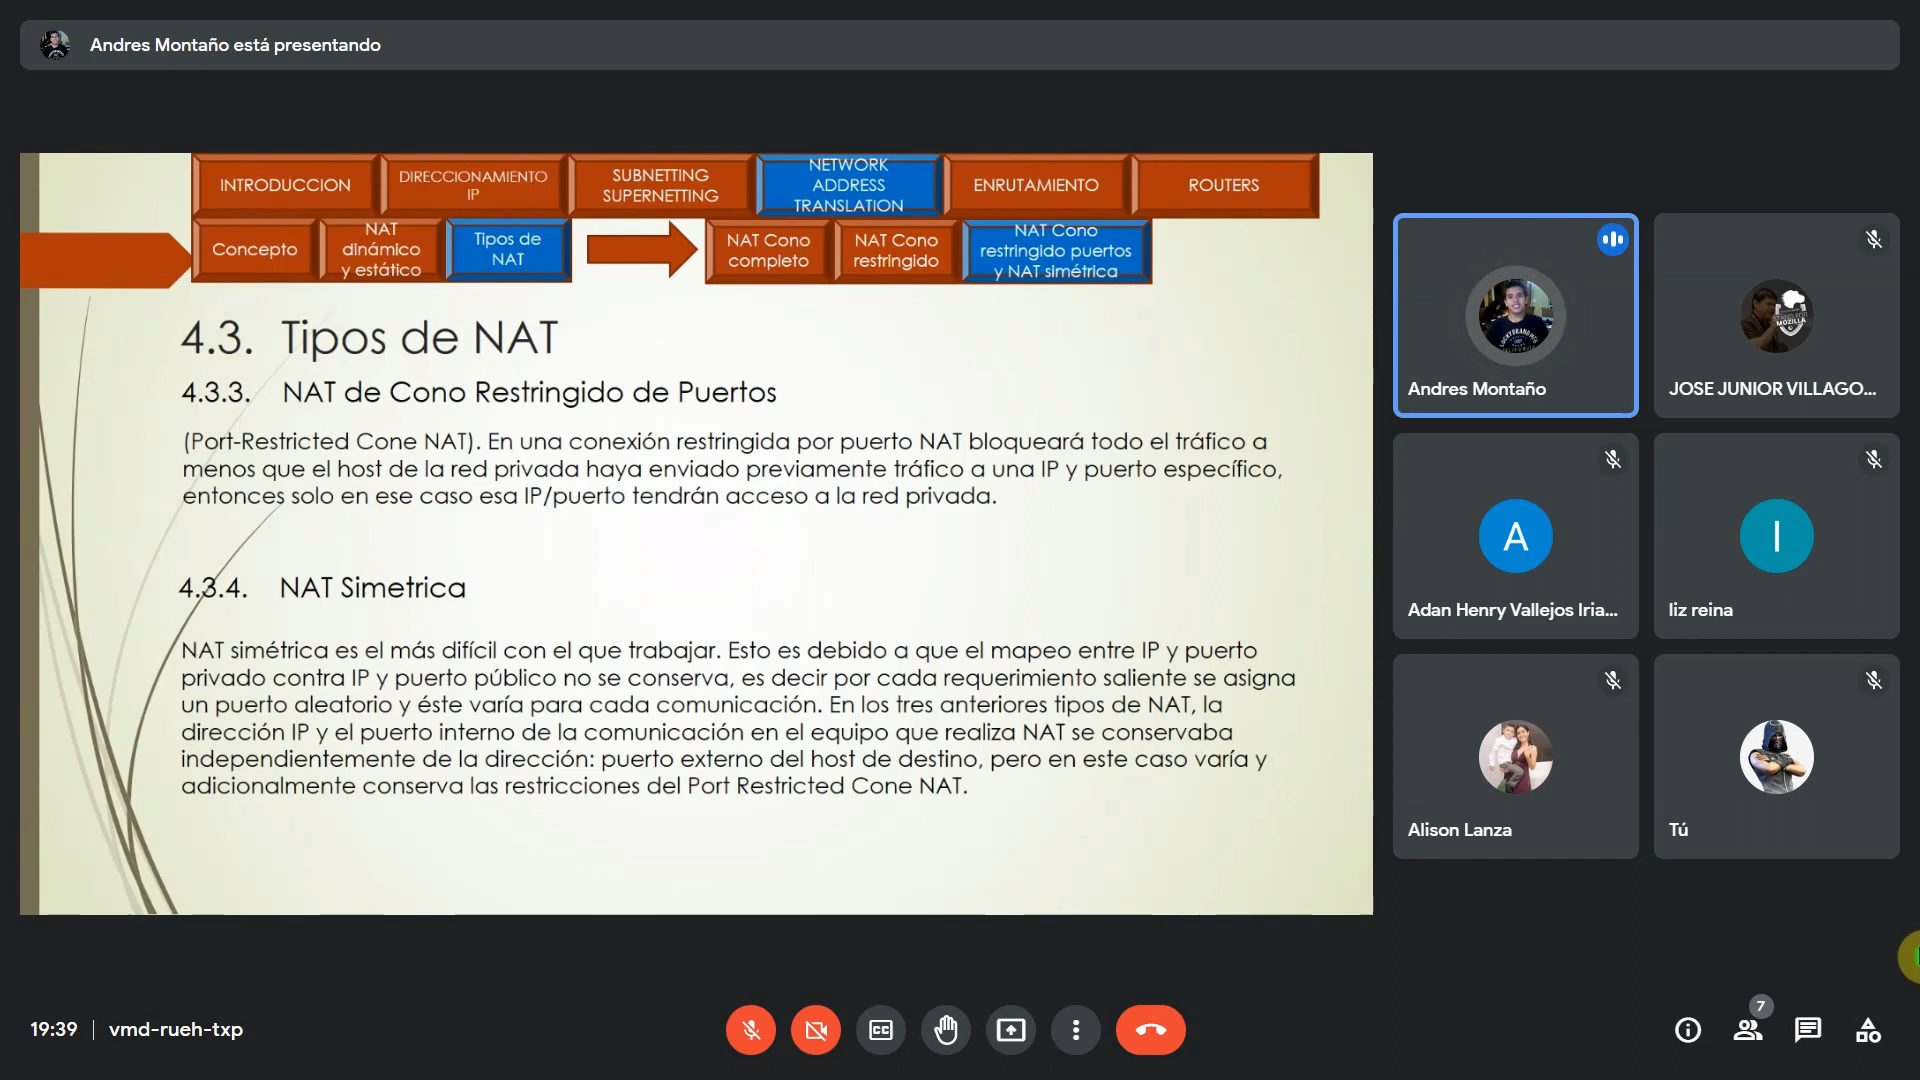 Andres Montaño está presentando
INTRODUCCION
DIRECCIONAMIENTO
IP
SUBNETTING
SUPERNETTING
NETWORK
ADDRESS
TRANSLATION
ENRUTAMIENTO
ROUTERS
Concepto
NAT
dinámico
y estático
Tipos de
NAT
NAT Cono
completo
NAT Cono
restringido
NAT Cono
restringido puertos
y NAT simétrica
4.3. Tipos de NAT
4.3.3. NAT de Cono Restringido de Puertos
(Port-Restricted Cone NAT). En una conexión restringida por puerto NAT bloqueará todo el tráfico a
menos que el host de la red privada haya enviado previamente tráfico a una IP y puerto específico,
entonces solo en ese caso esa IP/puerto tendrán acceso a la red privada.
4.3.4. NAT Simetrica
NAT simétrica es el más difícil con el que trabajar. Esto es debido a que el mapeo entre IP y puerto
privado contra IP y puerto público no se conserva, es decir por cada requerimiento saliente se asigna
un puerto aleatorio y éste varía para cada comunicación. En los tres anteriores tipos de NAT, la
dirección IP y el puerto interno de la comunicación en el equipo que realiza NAT se conservaba
independientemente de la dirección: puerto externo del host de destino, pero en este caso varía y
adicionalmente conserva las restricciones del Port Restricted Cone NAT.
Andres Montaño
JOSE JUNIOR VILLAGO...
A
Adan Henry Vallejos Iria...
l
liz reina
Alison Lanza
Tú
19:39
vmd-rueh-txp
CC
7